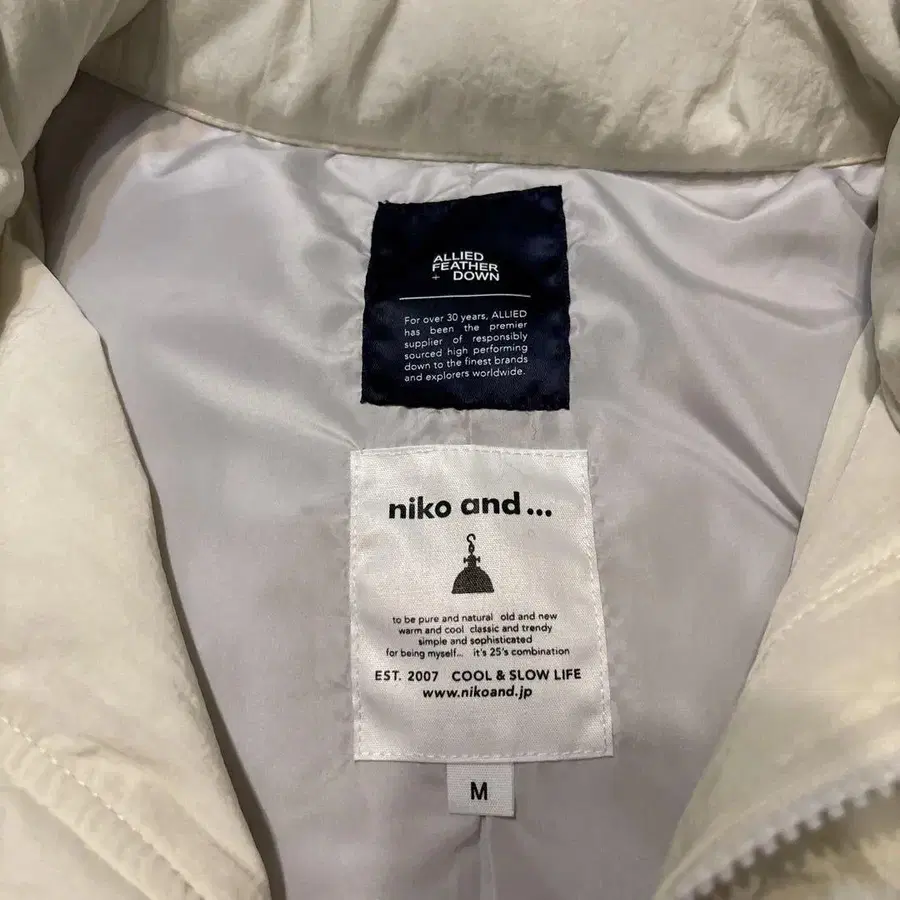 ALLIED
FEATHER
+ DOWN
For over 30 years, ALLIED
has been the premier
supplier of responsibly
sourced high performing
down to the finest brands
and explorers worldwide.
niko and ...
to be pure and natural old and new
warm and cool classic and trendy
simple and sophisticated
for being myself... it's 25's combination
EST. 2007 COOL & SLOW LIFE
www.nikoand.jp
M